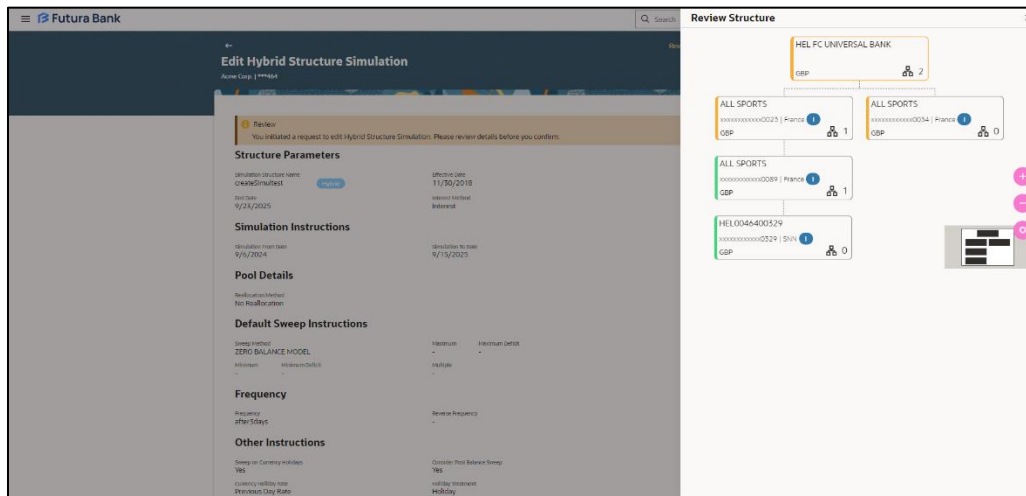 Futura Bank
Search
Edit Hybrid Structure Simulation
Acme Corp. | ***464
Review
You initiated a request to edit Hybrid Structure Simulation. Please review details before you confirm.
Structure Parameters
Simulation Structure Name
createSimultest
Hybrid
Effective Date
11/30/2018
End Date
9/23/2025
Interest Method
Interest
Simulation Instructions
Simulation From Date
9/6/2024
Simulation To Date
9/15/2025
Pool Details
Reallocation Method
No Reallocation
Default Sweep Instructions
Sweep Method
ZERO BALANCE MODEL
Maximum
-
Maximum Deficit
-
Minimum
-
Minimum Deficit
-
Multiple
-
Frequency
Frequency
after5days
Reverse Frequency
-
Other Instructions
Sweep on Currency Holidays
Yes
Consider Post Balance Sweep
Yes
Currency Holiday Rate
Previous Day Rate
Holiday Treatment
Holiday
Review Structure
HEL FC UNIVERSAL BANK
GBP
2
ALL SPORTS
xxxxxxxxxxxx0023 | France I
GBP
1
ALL SPORTS
xxxxxxxxxxxx0034 | France I
GBP
0
ALL SPORTS
xxxxxxxxxxxx0089 | France I
GBP
1
HEL0046400329
xxxxxxxxxxxx0329 | SNN I
GBP
0